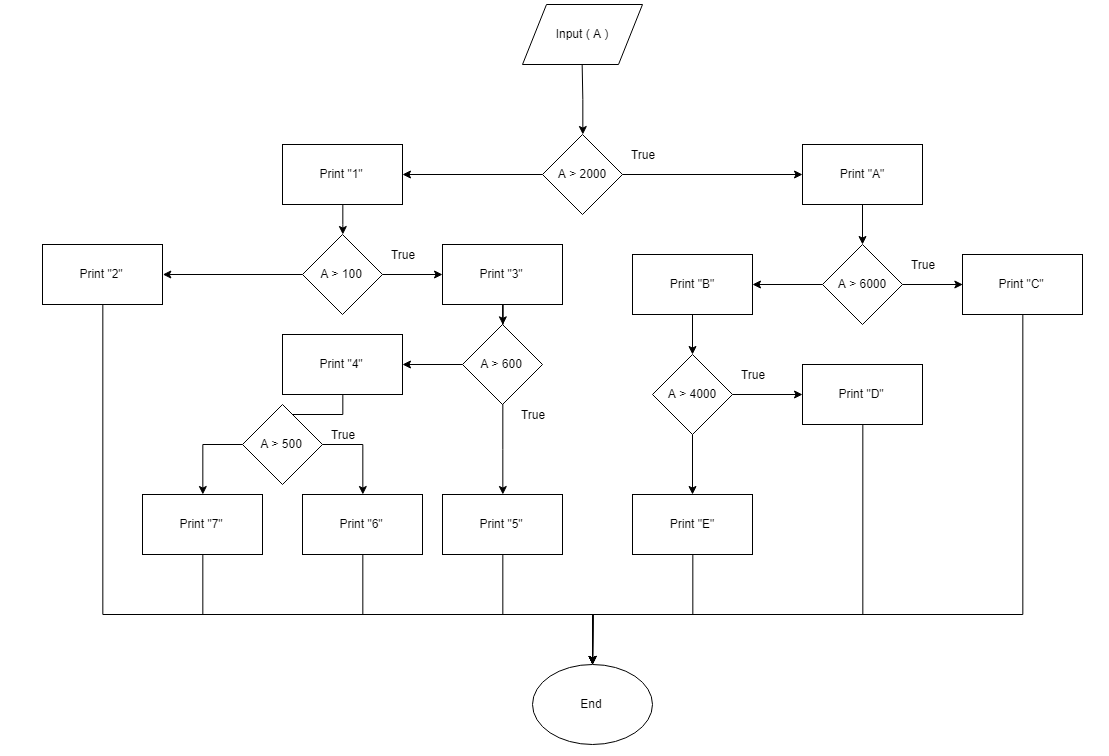 Input ( A )
True
Print "1"
A > 2000
Print "A"
True
True
Print "2"
A > 100
Print "3"
Print "B"
A > 6000
Print "C"
Print "4"
A > 600
True
A > 4000
Print "D"
True
True
A > 500
Print "7"
Print "6"
Print "5"
Print "E"
End